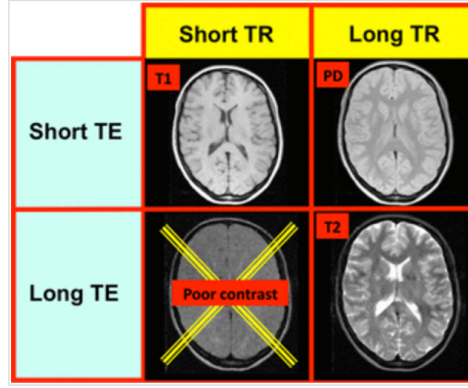 Short TR
Long TR
Short TE
T1
PD
Long TE
Poor contrast
T2